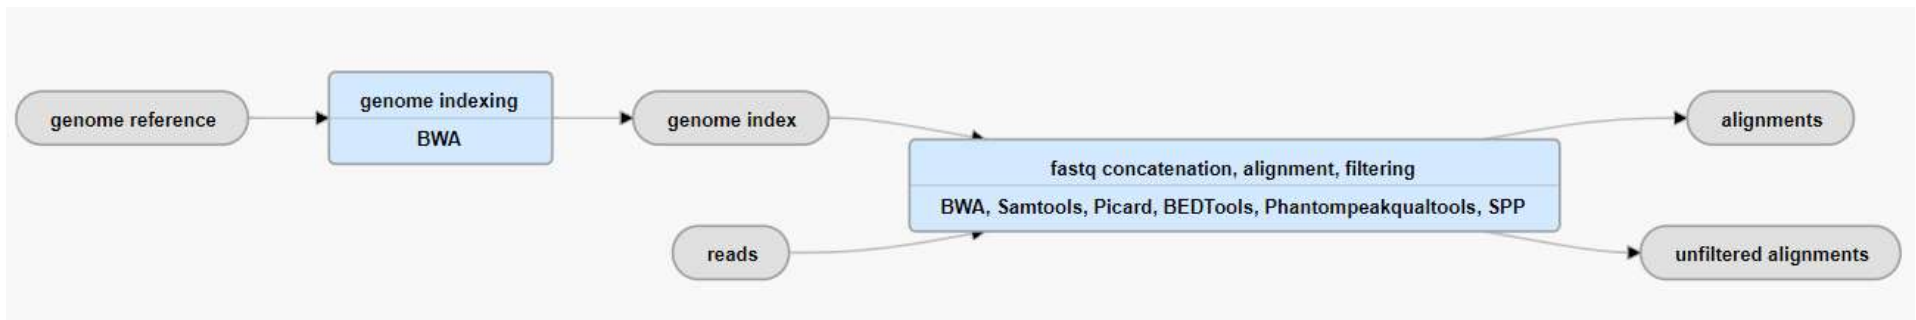 genome reference
genome indexing
BWA
genome index
reads
fastq concatenation, alignment, filtering
BWA, Samtools, Picard, BEDTools, Phantompeakqualtools, SPP
alignments
unfiltered alignments